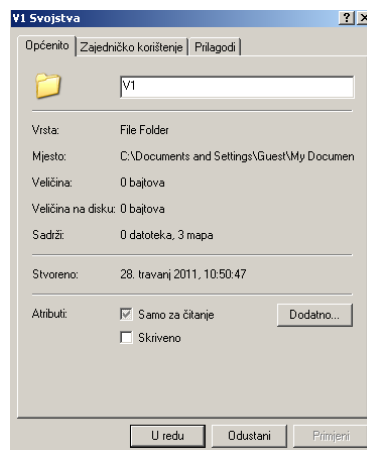 V1 Svojstva
Općenito Zajedničko korištenje Prilagodi
V1
Vrsta: File Folder
Mjesto: C:\Documents and Settings\Guest\My Documen
Veličina: 0 bajtova
Veličina na disku: 0 bajtova
Sadrži: 0 datoteka, 3 mapa
Stvoreno: 28. travanj 2011, 10:50:47
Atributi: Samo za čitanje Dodatno...
Skriveno
U redu Odustani Primjeni